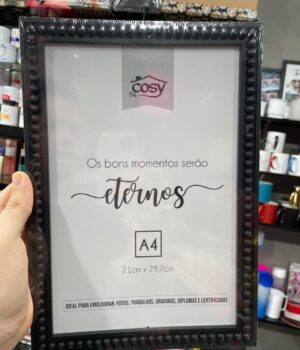 cosy
Os bons momentos serão
eternos
A4
21cm x 29,7cm
IDEAL PARA EMOLDURAR: FOTOS, TRABALHOS, GRAVURAS, DIPLOMAS E CERTIFICADOS